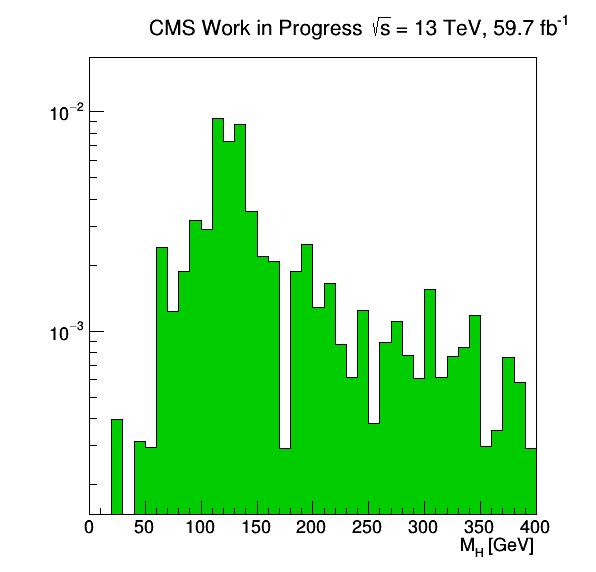 CMS Work in Progress √s = 13 TeV, 59.7 fb⁻¹
10⁻²
10⁻³
0 50 100 150 200 250 300 350 400
M_H [GeV]